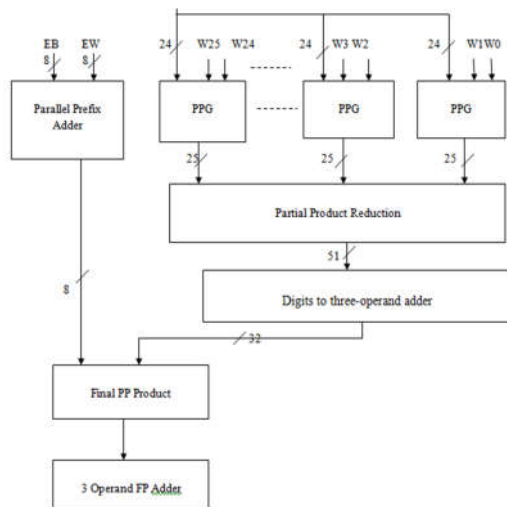 EB EW 24 W25 W24 24 W3 W2 24 W1W0
8 8
Parallel Prefix
Adder
PPG PPG PPG
25 25 25
Partial Product Reduction
51
8
Digits to three-operand adder
32
Final PP Product
3 Operand FP Adder